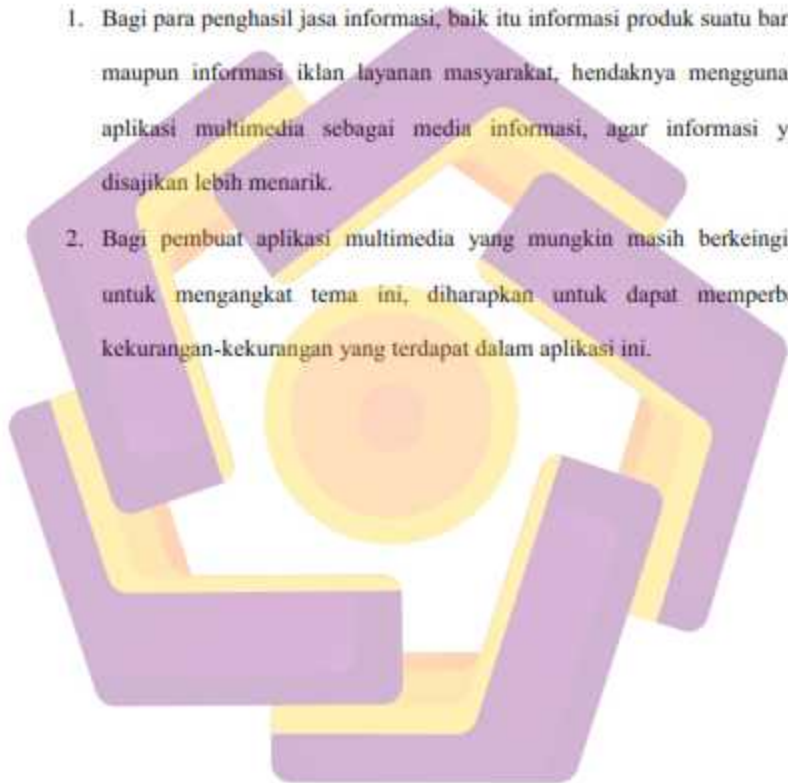 1. Bagi para penghasil jasa informasi, baik itu informasi produk suatu bar
maupun informasi iklan layanan masyarakat, hendaknya mengguna
aplikasi multimedia sebagai media informasi, agar informasi y
disajikan lebih menarik.
2. Bagi pembuat aplikasi multimedia yang mungkin masih berkeingi
untuk mengangkat tema ini, diharapkan untuk dapat memperb
kekurangan-kekurangan yang terdapat dalam aplikasi ini.